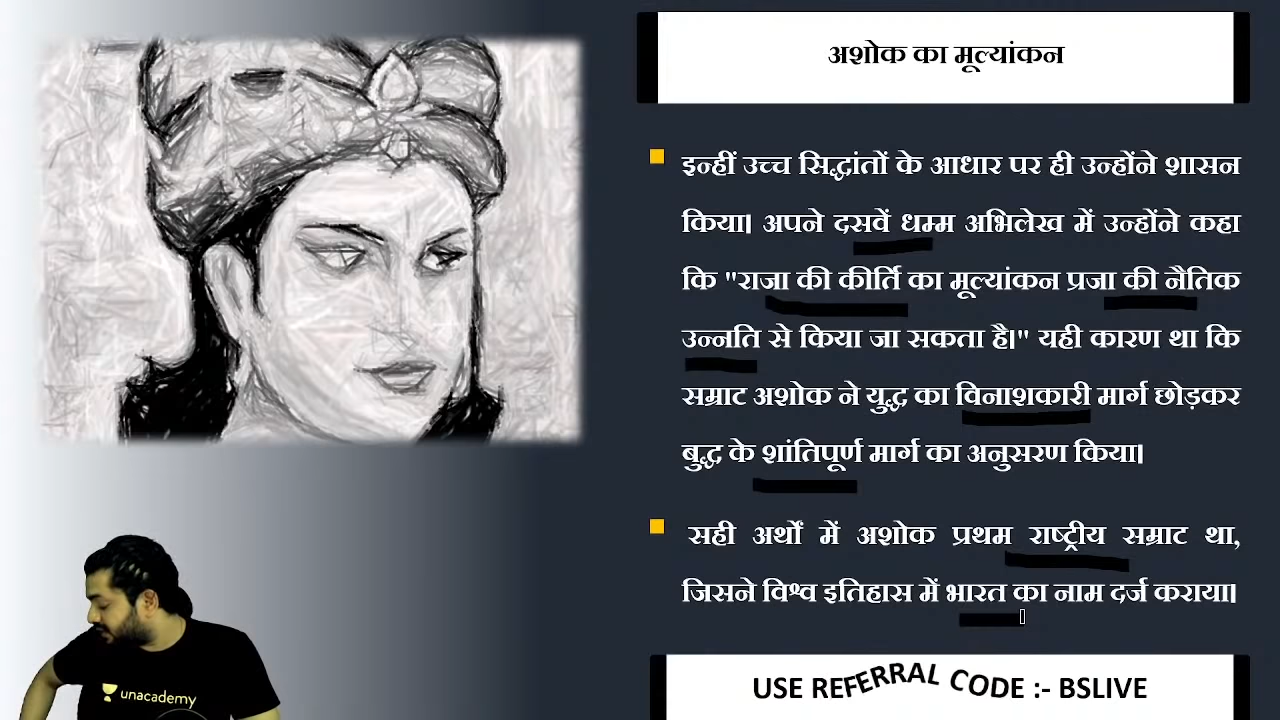 अशोक का मूल्यांकन
इन्हीं उच्च सिद्धांतों के आधार पर ही उन्होंने शासन
किया। अपने दसवें धम्म अभिलेख में उन्होंने कहा
कि "राजा की कीर्ति का मूल्यांकन प्रजा की नैतिक
उन्नति से किया जा सकता है।" यही कारण था कि
सम्राट अशोक ने युद्ध का विनाशकारी मार्ग छोड़कर
बुद्ध के शांतिपूर्ण मार्ग का अनुसरण किया।
सही अर्थों में अशोक प्रथम राष्ट्रीय सम्राट था,
जिसने विश्व इतिहास में भारत का नाम दर्ज कराया।
USE REFERRAL CODE :- BSLIVE
unacademy